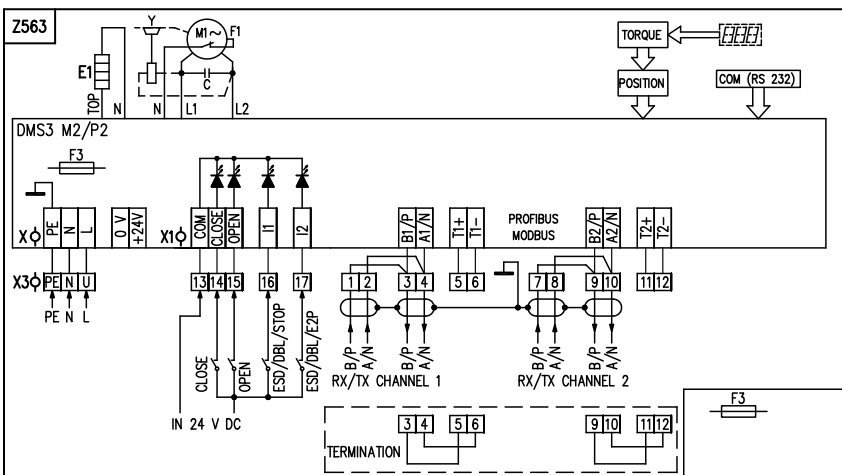 Z563
Y
M1~
F1
E1
C
TOP
N
N
L1
L2
TORQUE
POSITION
COM (RS 232)
DMS3 M2/P2
F3
X
PE
N
L
0 V
+24V
X1
COM
CLOSE
OPEN
I1
I2
B1/P
A1/N
T1+
T1-
PROFIBUS
MODBUS
B2/P
A2/N
T2+
T2-
X3
PE N U
13 14 15 16 17
1 2 3 4 5 6
7 8 9 10 11 12
PE N L
CLOSE
OPEN
ESD/DBL/STOP
ESD/DBL/E2P
B/P
A/N
B/P
A/N
B/P
A/N
B/P
A/N
RX/TX CHANNEL 1
RX/TX CHANNEL 2
IN 24 V DC
TERMINATION
3 4 5 6
9 10 11 12
F3